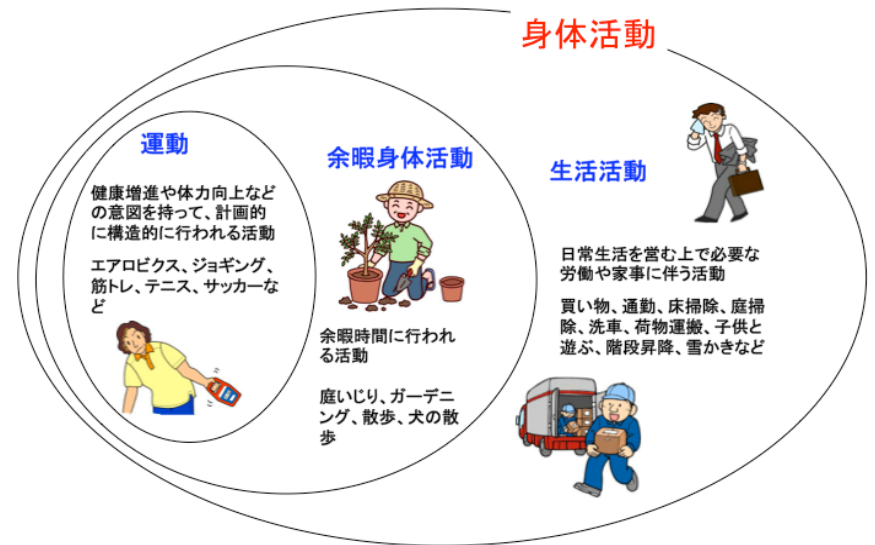 身体活動
運動
健康増進や体力向上など
の意図を持って、計画的
に構造的に行われる活動
エアロビクス、ジョギング、
筋トレ、テニス、サッカーな
ど
余暇身体活動
余暇時間に行われ
る活動
庭いじり、ガーデニ
ング、散歩、犬の散
歩
生活活動
日常生活を営む上で必要な
労働や家事に伴う活動
買い物、通勤、床掃除、庭掃
除、洗車、荷物運搬、子供と
遊ぶ、階段昇降、雪かきなど